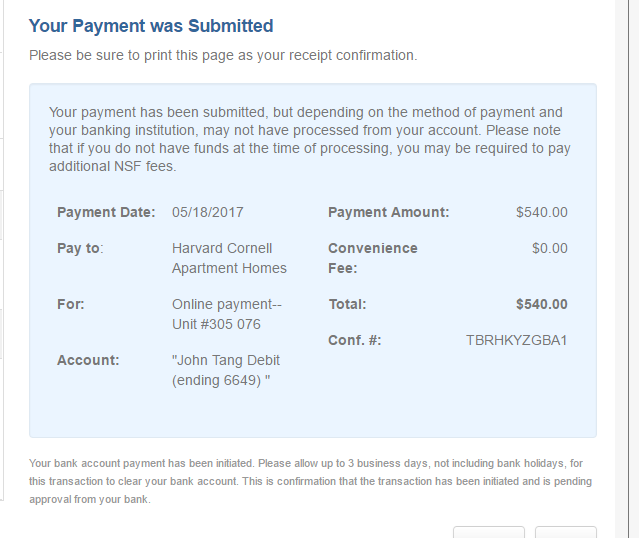 Your Payment was Submitted
Please be sure to print this page as your receipt confirmation.
Your payment has been submitted, but depending on the method of payment and
your banking institution, may not have processed from your account. Please note
that if you do not have funds at the time of processing, you may be required to pay
additional NSF fees.
Payment Date: 05/18/2017
Pay to: Harvard Cornell
Apartment Homes
For: Online payment--
Unit #305 076
Account: "John Tang Debit
(ending 6649) "
Payment Amount: $540.00
Convenience $0.00
Fee:
Total: $540.00
Conf. #: TBRHKYZGBA1
Your bank account payment has been initiated. Please allow up to 3 business days, not including bank holidays, for
this transaction to clear your bank account. This is confirmation that the transaction has been initiated and is pending
approval from your bank.